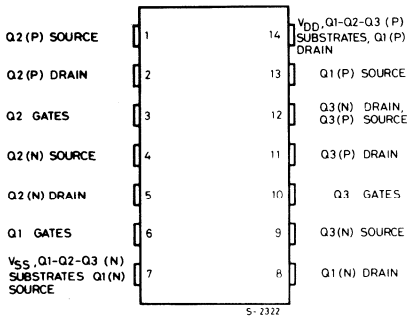 Q2 (P) SOURCE
1
Q2 (P) DRAIN
2
Q2 GATES
3
Q2 (N) SOURCE
4
Q2 (N) DRAIN
5
Q1 GATES
6
VSS, Q1-Q2-Q3 (N)
SUBSTRATES Q1(N)
SOURCE
7
14
VDD, Q1-Q2-Q3 (P)
SUBSTRATES, Q1(P)
DRAIN
13
Q1(P) SOURCE
12
Q3(N) DRAIN,
Q3(P) SOURCE
11
Q3(P) DRAIN
10
Q3 GATES
9
Q3(N) SOURCE
8
Q1(N) DRAIN
S-2322